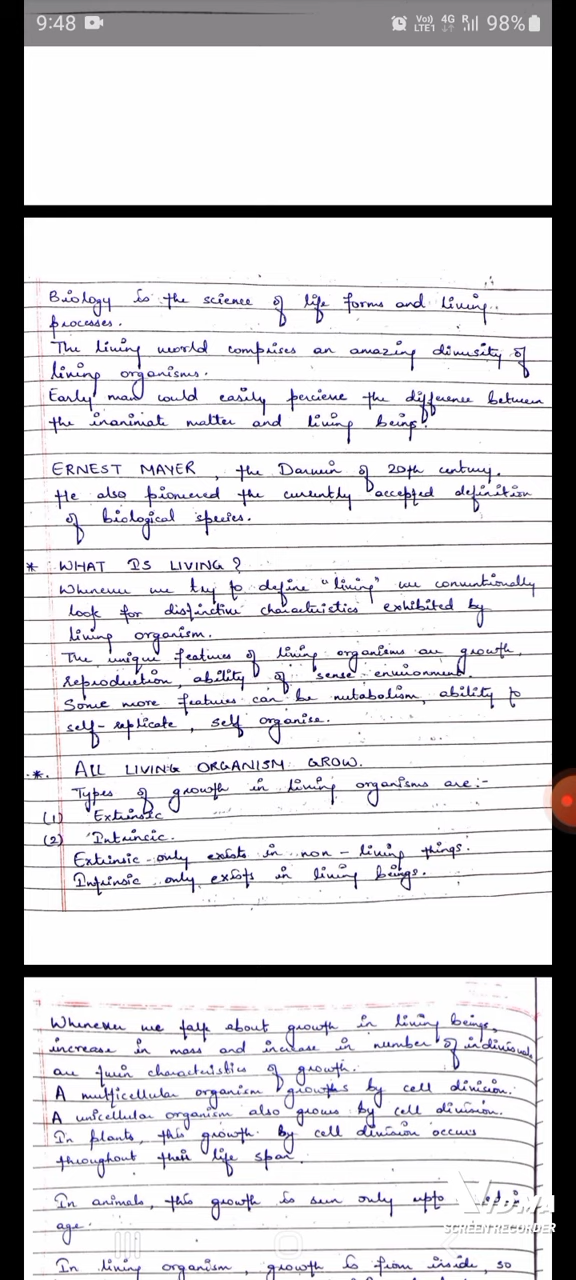 9:48
Vo)) LTE1 4G R 98%
Biology is the science of life forms and living
processes.
The living world comprises an amazing diversity of
living organisms.
Early man could easily percieve the difference between
the inanimate matter and living being.
ERNEST MAYER, the Darwin of 20th century.
He also pioneered the currently accepted definition
of biological species.
* WHAT IS LIVING?
Whenever we try to define "living" we conventionally
look for distinctive characteristics exhibited by
living organism.
The unique features of living organisms are growth,
reproduction, ability of sense environment.
Some more features can be metabolism, ability to
self-replicate, self organise.
* ALL LIVING ORGANISM GROW.
Types of growth in living organisms are:-
(1) Extrinsic
(2) Intrinsic.
Extrinsic only exists in non-living things.
Intrinsic only exists in living beings.
Whenever we talk about growth in living beings,
increase in mass and increase in number of individuals
are twin characteristics of growth.
A multicellular organism growths by cell division.
A unicellular organism also grows by cell division.
In plants, this growth. By cell division occurs
throughout their life span.
In animals, this growth is seen only upto
age.
VIDMA
SCREEN RECORDER
In living organism, growth is from inside, so